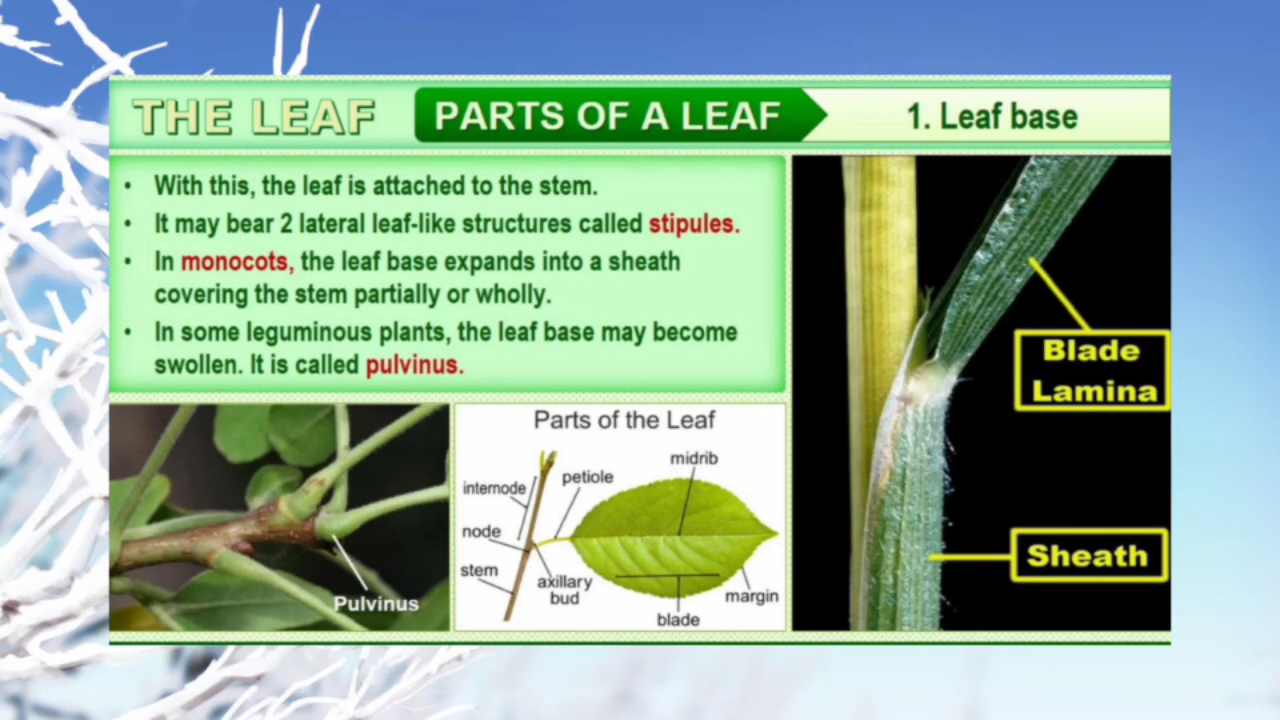 THE LEAF
PARTS OF A LEAF
1. Leaf base
• With this, the leaf is attached to the stem.
• It may bear 2 lateral leaf-like structures called stipules.
• In monocots, the leaf base expands into a sheath
covering the stem partially or wholly.
• In some leguminous plants, the leaf base may become
swollen. It is called pulvinus.
Pulvinus
Parts of the Leaf
midrib
petiole
internode
node
stem
axillary
bud
margin
blade
Blade
Lamina
Sheath